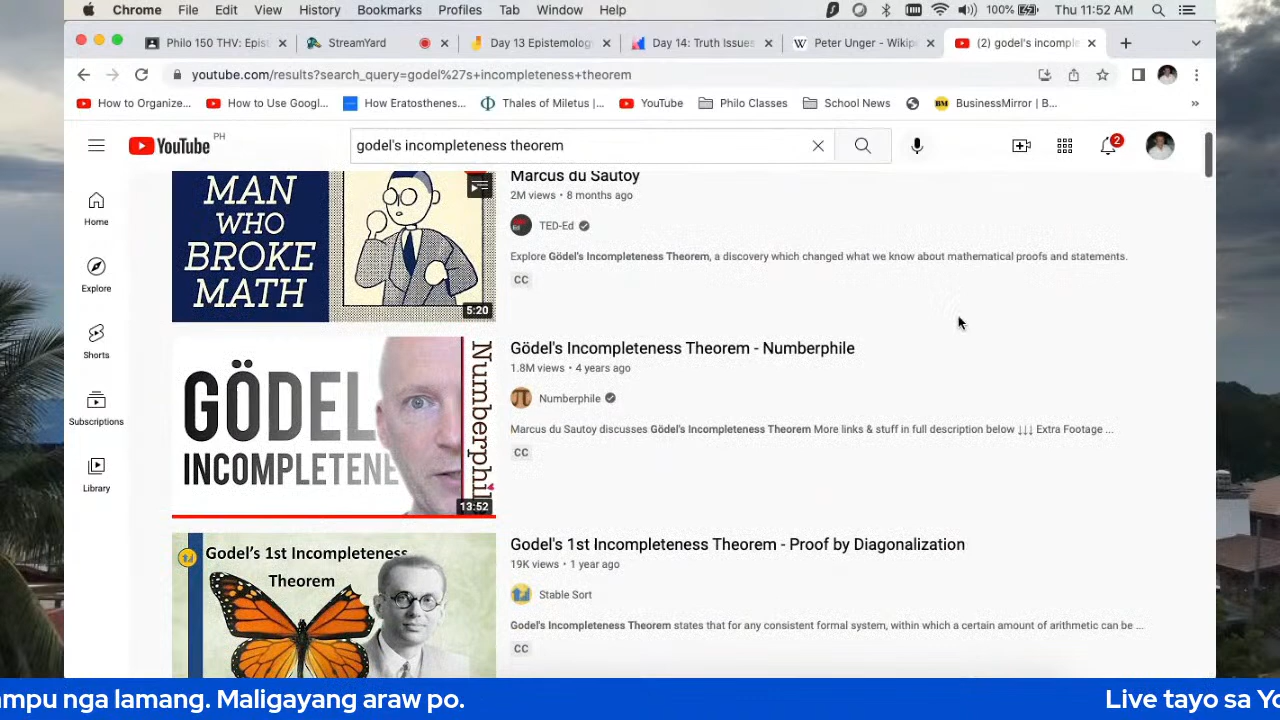 Chrome File Edit View History Bookmarks Profiles Tab Window Help 100% Thu 11:52 AM
Philo 150 THV: Epist StreamYard Day 13 Epistemology Day 14: Truth Issues Peter Unger - Wikipe (2) godel's incomple
youtube.com/results?search_query=godel%27s+incompleteness+theorem
How to Organize... How to Use Googl... How Eratosthenes... Thales of Miletus |... YouTube Philo Classes School News BM BusinessMirror | B... »
YouTube PH
godel's incompleteness theorem
2
Home
Explore
Shorts
Subscriptions
Library
MAN
WHO
BROKE
MATH
5:20
Marcus du Sautoy
2M views • 8 months ago
TED-Ed
Explore Gödel's Incompleteness Theorem, a discovery which changed what we know about mathematical proofs and statements.
CC
GÖDEL
INCOMPLETENE
Numberphil
13:52
Gödel's Incompleteness Theorem - Numberphile
1.8M views • 4 years ago
Numberphile
Marcus du Sautoy discusses Gödel's Incompleteness Theorem More links & stuff in full description below ↓↓↓ Extra Footage ...
CC
Godel's 1st Incompleteness
Theorem
Godel's 1st Incompleteness Theorem - Proof by Diagonalization
19K views • 1 year ago
Stable Sort
Godel's Incompleteness Theorem states that for any consistent formal system, within which a certain amount of arithmetic can be ...
CC
ampu nga lamang. Maligayang araw po. Live tayo sa Yo